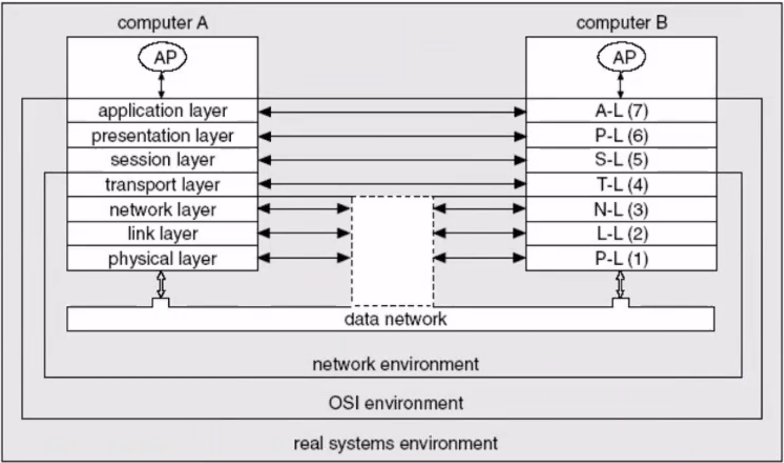 computer A computer B
AP AP
application layer A-L (7)
presentation layer P-L (6)
session layer S-L (5)
transport layer T-L (4)
network layer N-L (3)
link layer L-L (2)
physical layer P-L (1)
data network
network environment
OSI environment
real systems environment